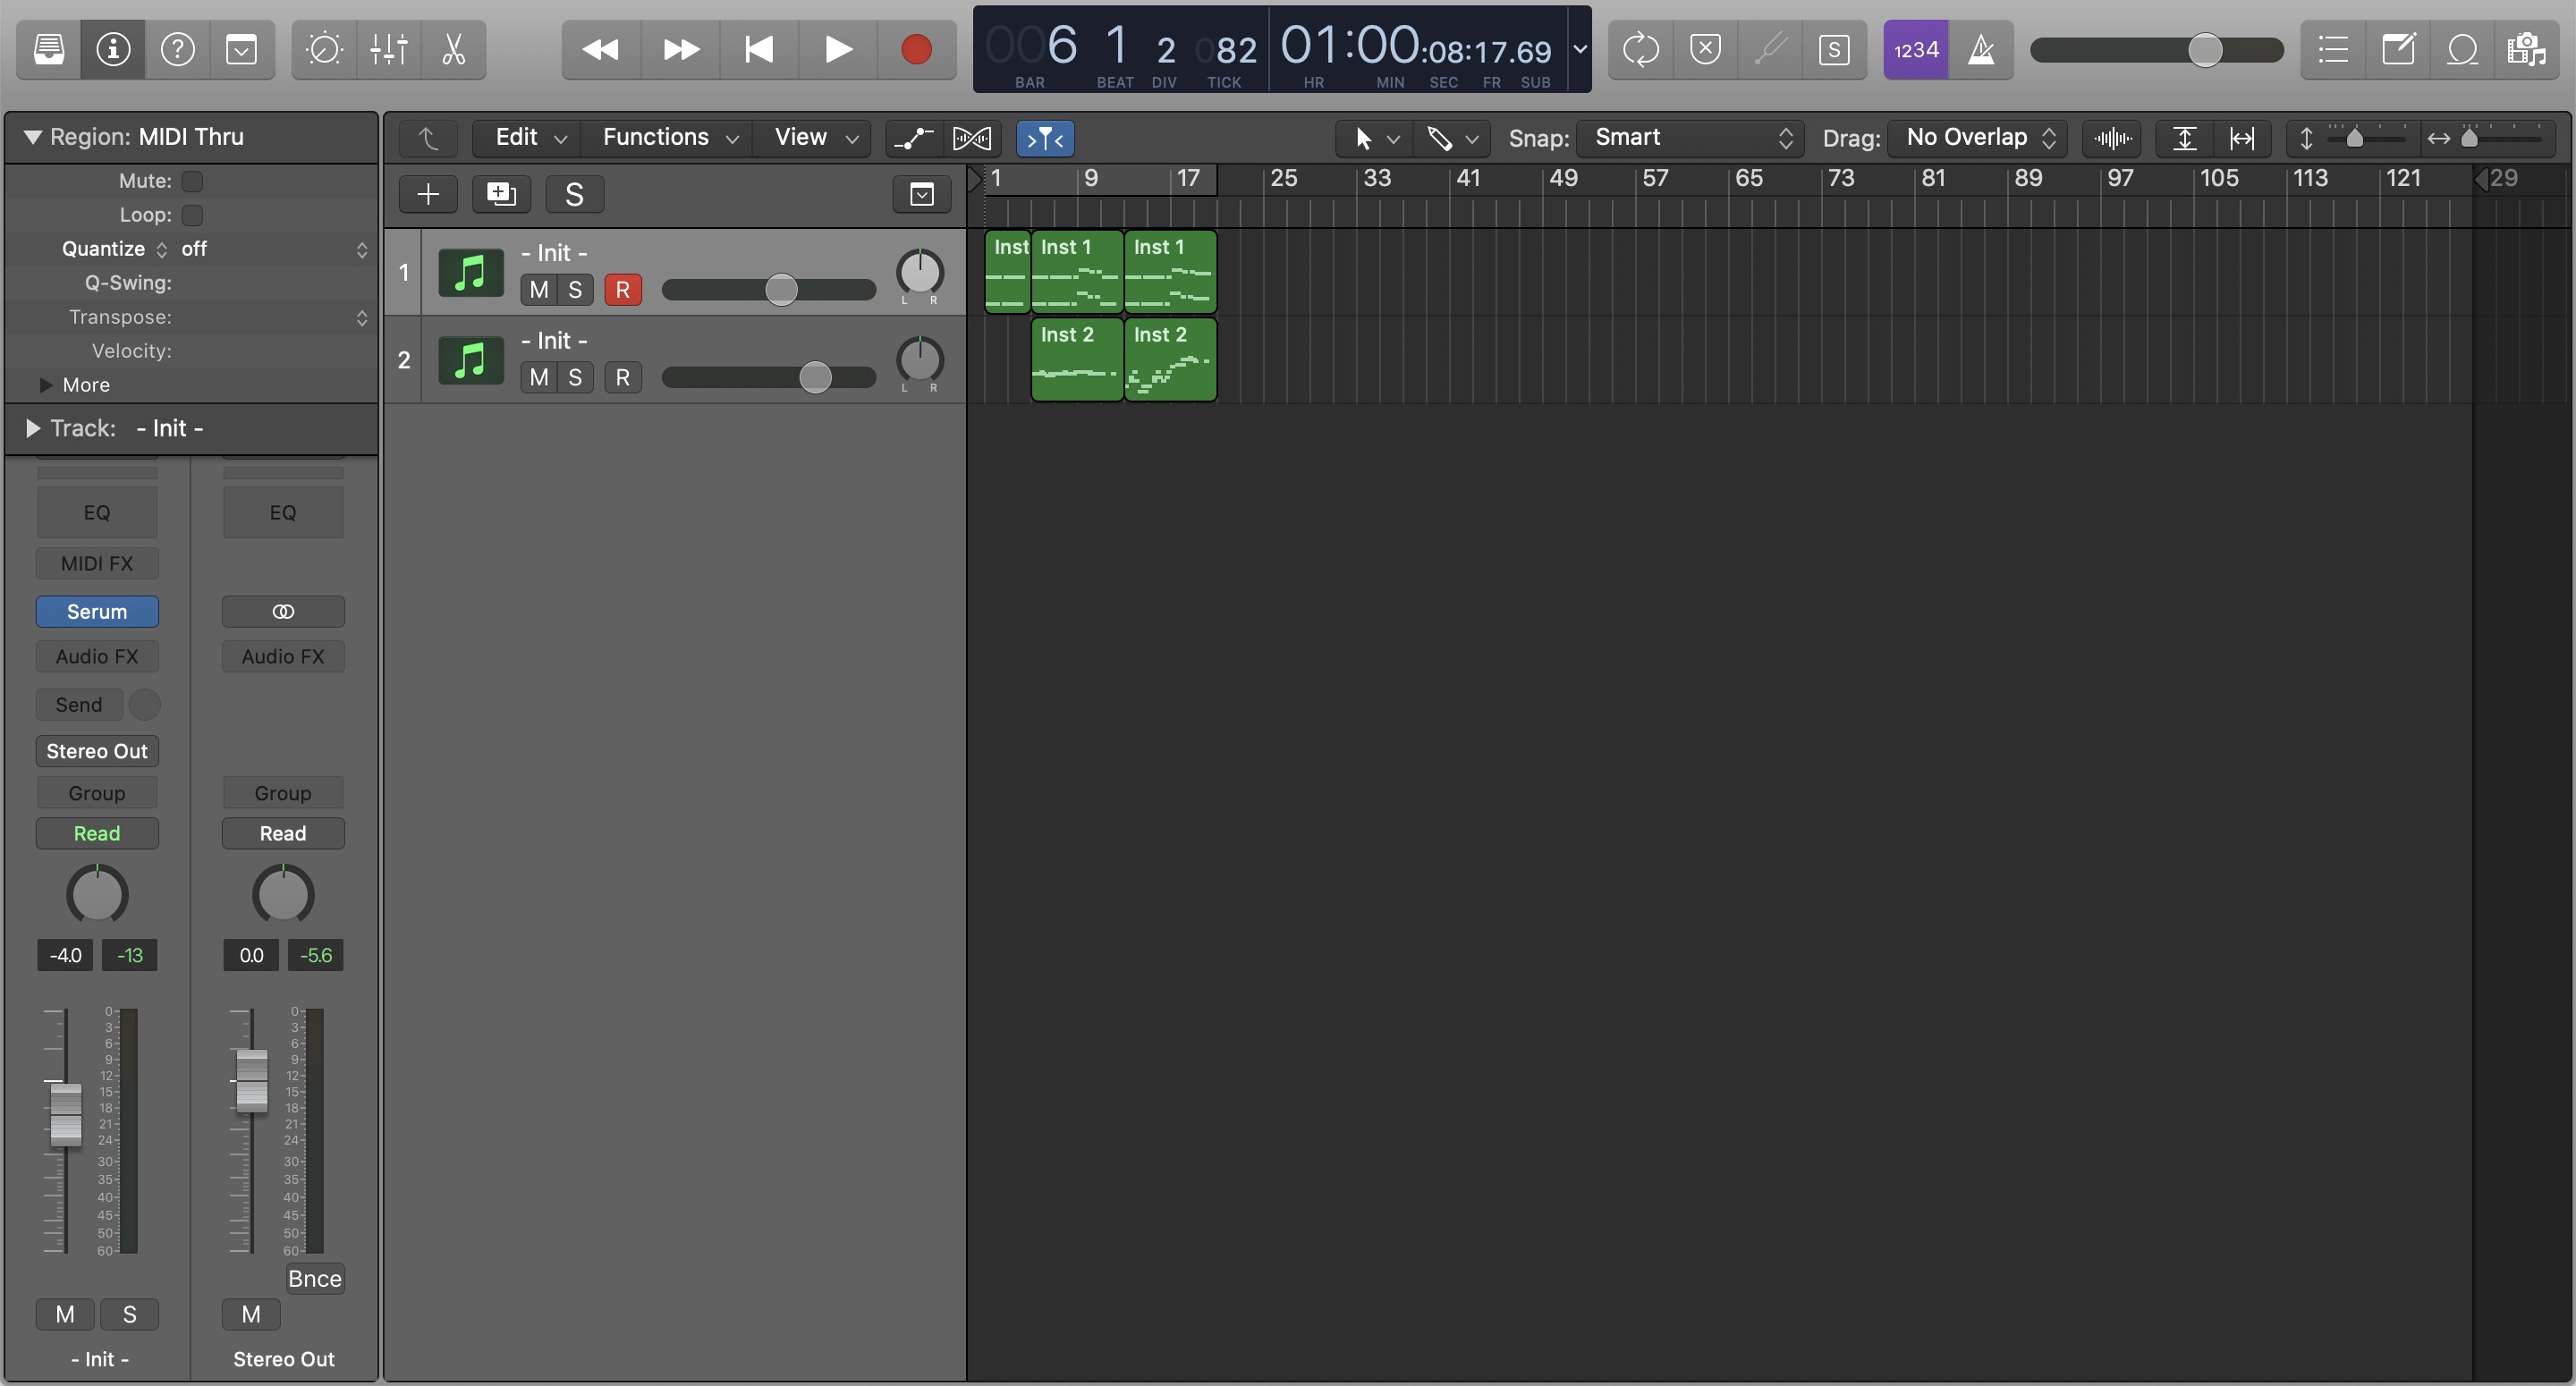 006 1 2 082 01:00:08:17.69
BAR BEAT DIV TICK HR MIN SEC FR SUB
S
1234
Region: MIDI Thru
Mute:
Loop:
Quantize off
Q-Swing:
Transpose:
Velocity:
More
Track: - Init -
EQ EQ
MIDI FX
Serum
Audio FX Audio FX
Send
Stereo Out
Group Group
Read Read
-4.0 -13 0.0 -5.6
0 0
3 3
6 6
9 9
12 12
15 15
18 18
21 21
24 24
30 30
35 35
40 40
45 45
50 50
60 60
Bnce
M S M
- Init - Stereo Out
Edit Functions View Snap: Smart Drag: No Overlap
S
1 9 17 25 33 41 49 57 65 73 81 89 97 105 113 121 29
1 - Init -
M S R
L R
Inst Inst 1 Inst 1
2 - Init -
M S R
L R
Inst 2 Inst 2